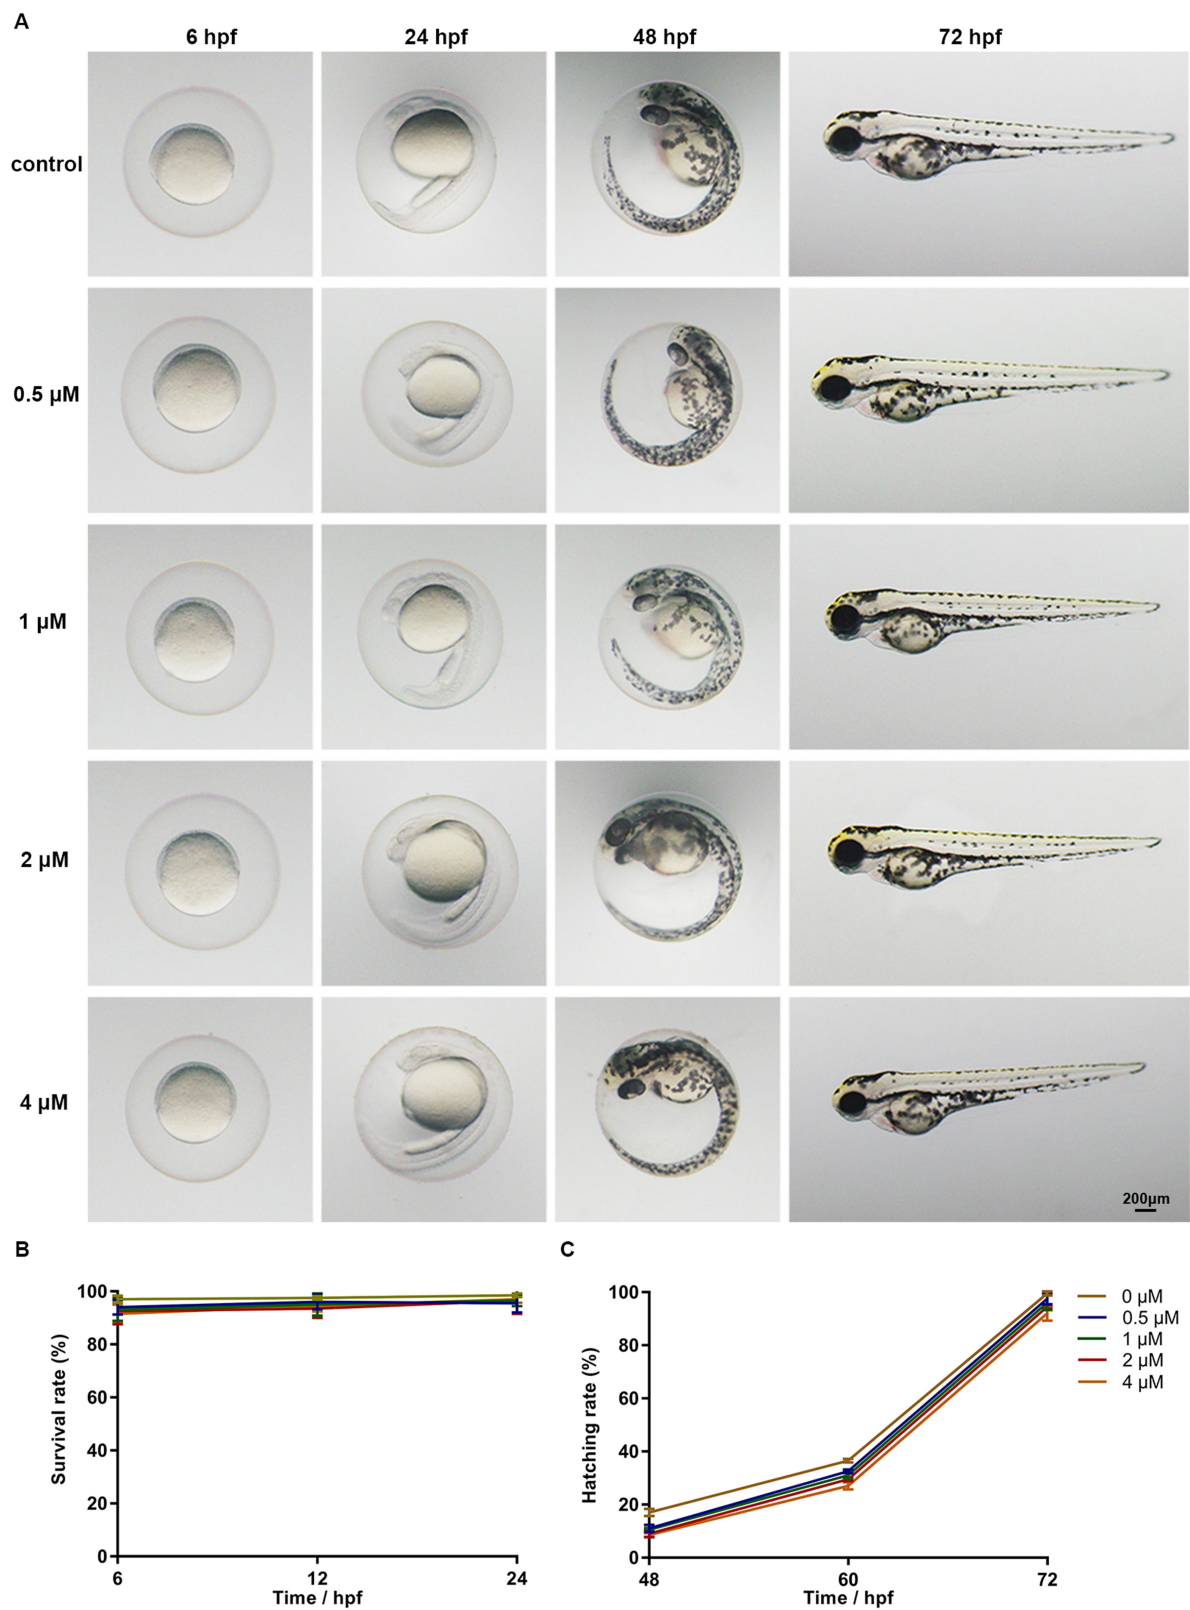 A
6 hpf 24 hpf 48 hpf 72 hpf
control
0.5 μM
1 μM
2 μM
4 μM
200μm
B
100
80
60
40
20
0
Survival rate (%)
6 12 24
Time / hpf
C
100
80
60
40
20
0
Hatching rate (%)
48 60 72
Time / hpf
0 μM
0.5 μM
1 μM
2 μM
4 μM